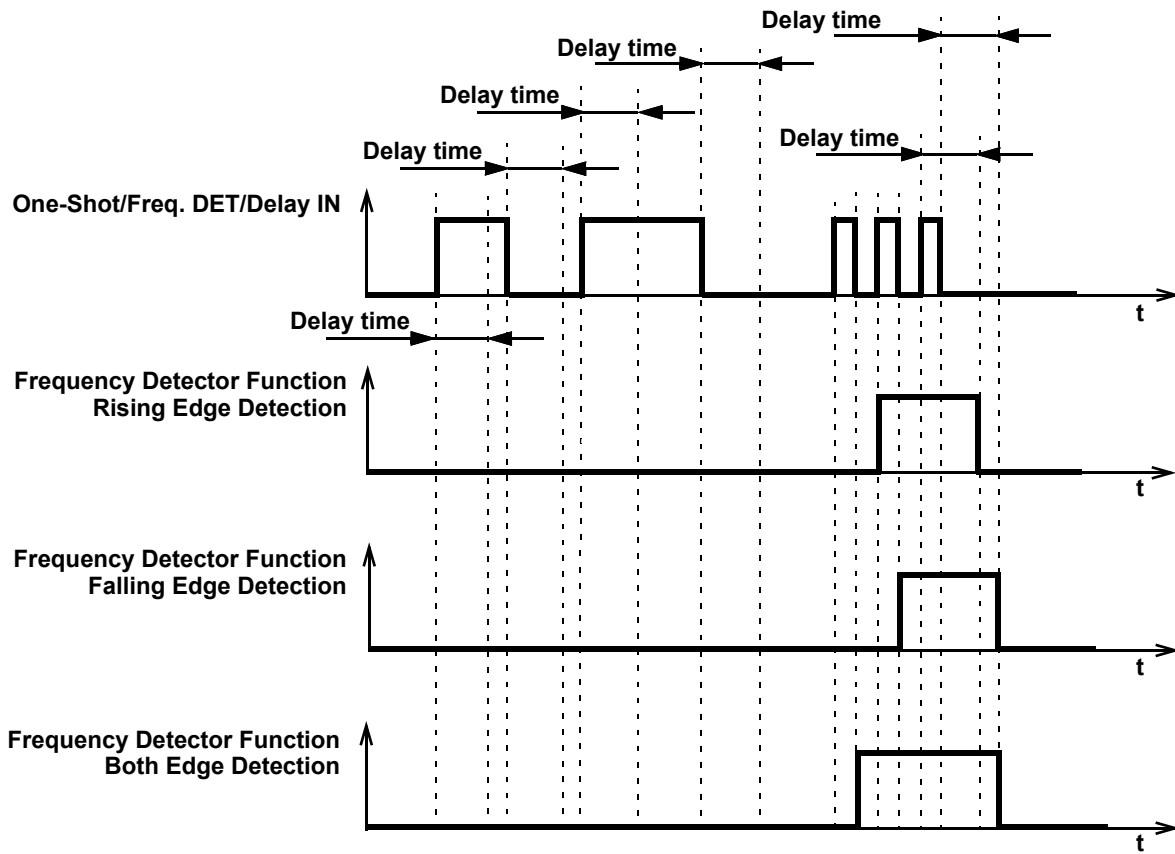 Delay time
Delay time
Delay time
Delay time
Delay time
One-Shot/Freq. DET/Delay IN
t
Delay time
Frequency Detector Function
Rising Edge Detection
t
Frequency Detector Function
Falling Edge Detection
t
Frequency Detector Function
Both Edge Detection
t